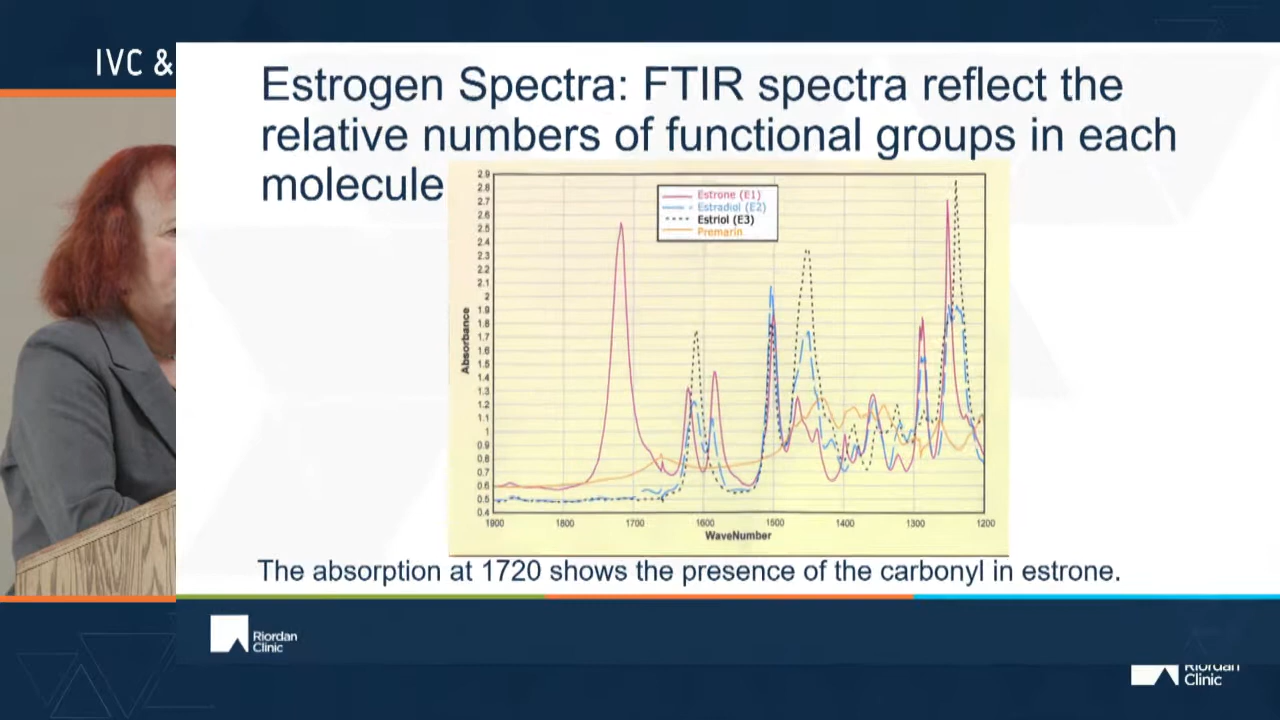 IVC &
Estrogen Spectra: FTIR spectra reflect the
relative numbers of functional groups in each
molecule
Estrone (E1)
Estradiol (E2)
Estriol (E3)
Premarin
Absorbance
2.9
2.8
2.7
2.6
2.5
2.4
2.3
2.2
2.1
2
1.9
1.8
1.7
1.6
1.5
1.4
1.3
1.2
1.1
1
0.9
0.8
0.7
0.6
0.5
0.4
1900 1800 1700 1600 1500 1400 1300 1200
WaveNumber
The absorption at 1720 shows the presence of the carbonyl in estrone.
Riordan
Clinic
Riordan
Clinic